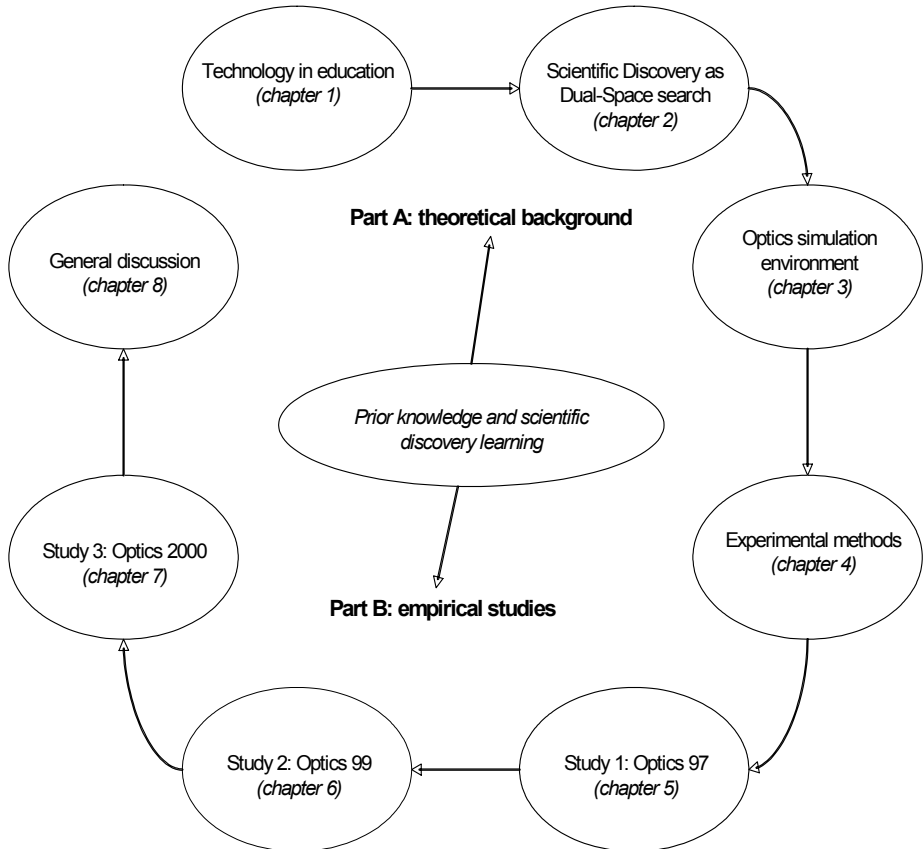 Technology in education
(chapter 1)
Scientific Discovery as
Dual-Space search
(chapter 2)
Part A: theoretical background
Optics simulation
environment
(chapter 3)
General discussion
(chapter 8)
Prior knowledge and scientific
discovery learning
Experimental methods
(chapter 4)
Study 3: Optics 2000
(chapter 7)
Part B: empirical studies
Study 2: Optics 99
(chapter 6)
Study 1: Optics 97
(chapter 5)